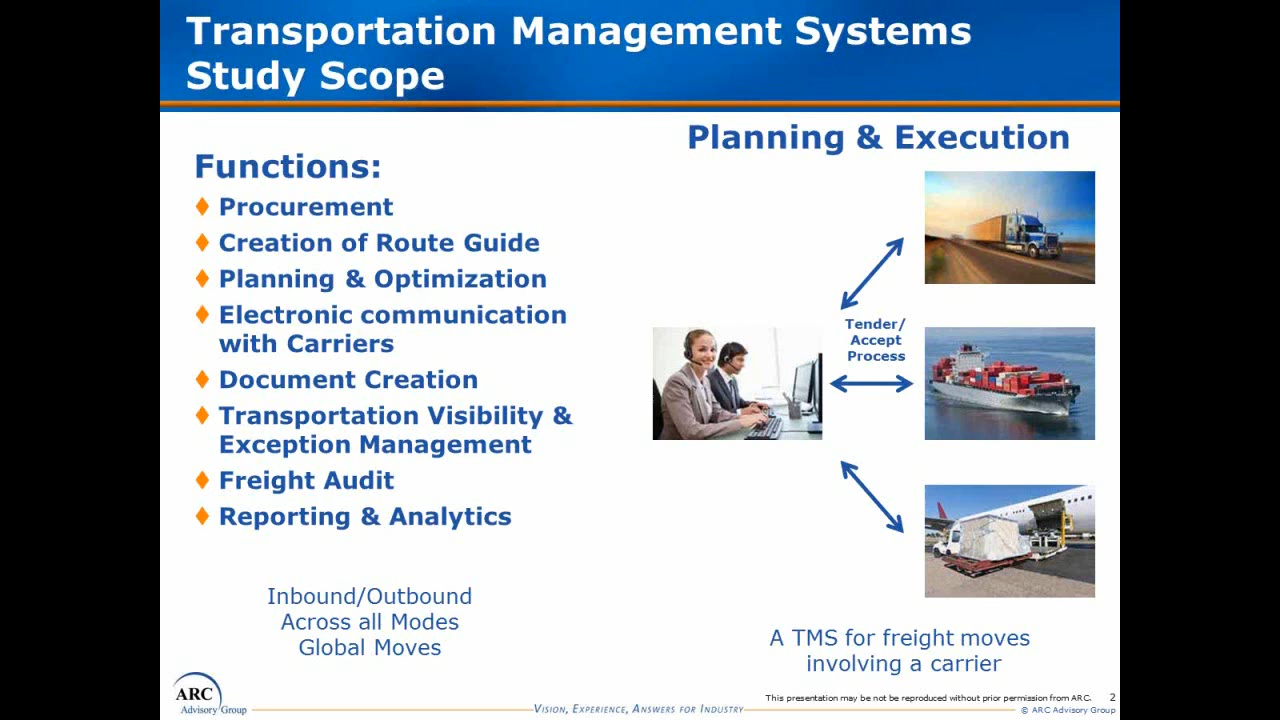 Transportation Management Systems
Study Scope
Planning & Execution
Functions:
Procurement
Creation of Route Guide
Planning & Optimization
Electronic communication
with Carriers
Document Creation
Transportation Visibility &
Exception Management
Freight Audit
Reporting & Analytics
Inbound/Outbound
Across all Modes
Global Moves
Tender/
Accept
Process
A TMS for freight moves
involving a carrier
ARC
Advisory Group
VISION, EXPERIENCE, ANSWERS FOR INDUSTRY
This presentation may be not be reproduced without prior permission from ARC.
2
© ARC Advisory Group